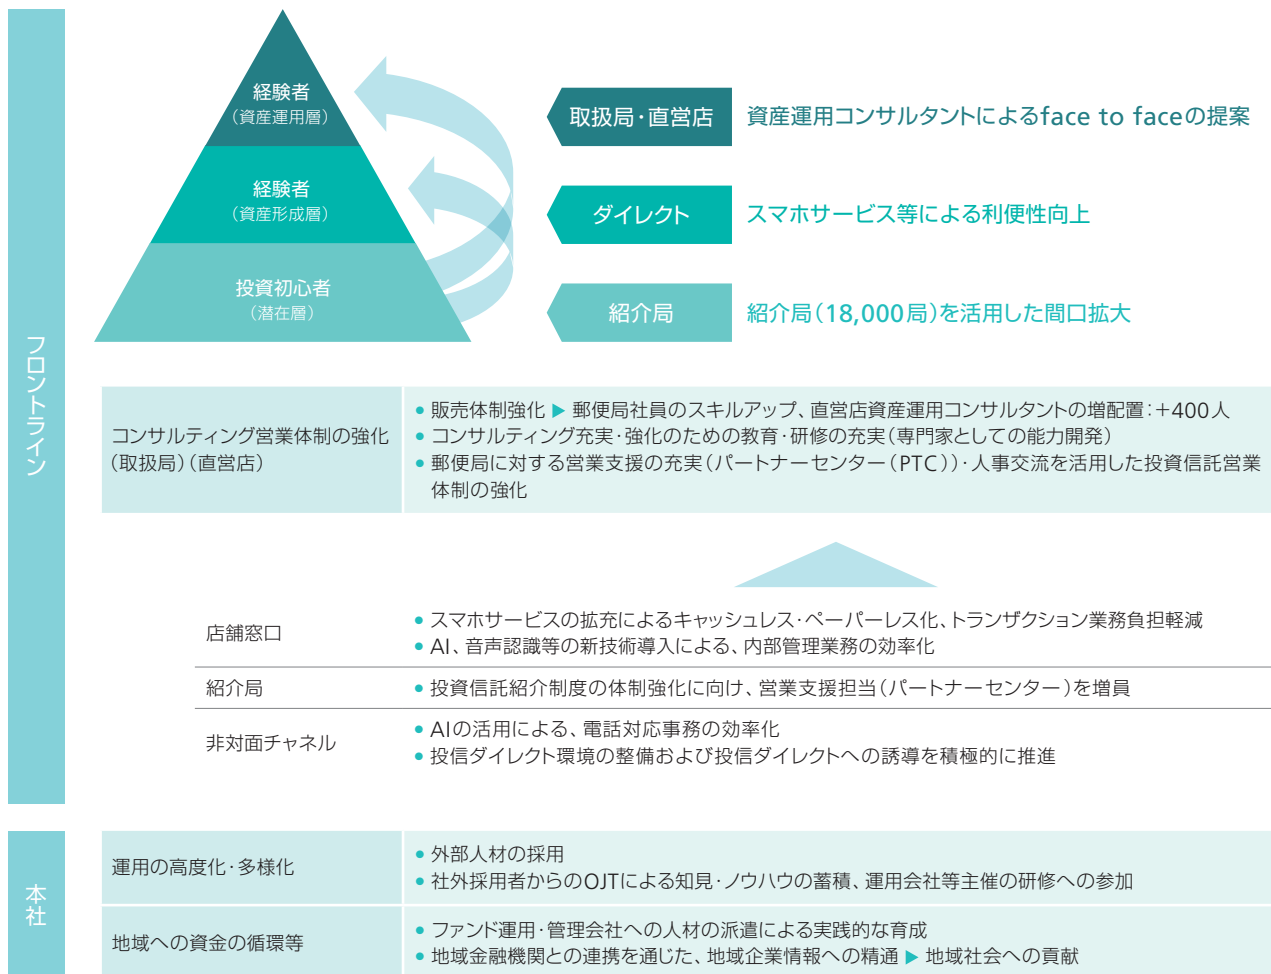 フロントライン
経験者
（資産運用層）
取扱局・直営店
資産運用コンサルタントによるface to faceの提案
経験者
（資産形成層）
ダイレクト
スマホサービス等による利便性向上
投資初心者
（潜在層）
紹介局
紹介局（18,000局）を活用した間口拡大
コンサルティング営業体制の強化
（取扱局）（直営店）
● 販売体制強化 ▶ 郵便局社員のスキルアップ、直営店資産運用コンサルタントの増配置：＋400人
● コンサルティング充実・強化のための教育・研修の充実（専門家としての能力開発）
● 郵便局に対する営業支援の充実（パートナーセンター（PTC））・人事交流を活用した投資信託営業
体制の強化
店舗窓口
● スマホサービスの拡充によるキャッシュレス・ペーパーレス化、トランザクション業務負担軽減
● AI、音声認識等の新技術導入による、内部管理業務の効率化
紹介局
● 投資信託紹介制度の体制強化に向け、営業支援担当（パートナーセンター）を増員
非対面チャネル
● AIの活用による、電話対応事務の効率化
● 投信ダイレクト環境の整備および投信ダイレクトへの誘導を積極的に推進
本社
運用の高度化・多様化
● 外部人材の採用
● 社外採用者からのOJTによる知見・ノウハウの蓄積、運用会社等主催の研修への参加
地域への資金の循環等
● ファンド運用・管理会社への人材の派遣による実践的な育成
● 地域金融機関との連携を通じた、地域企業情報への精通 ▶ 地域社会への貢献